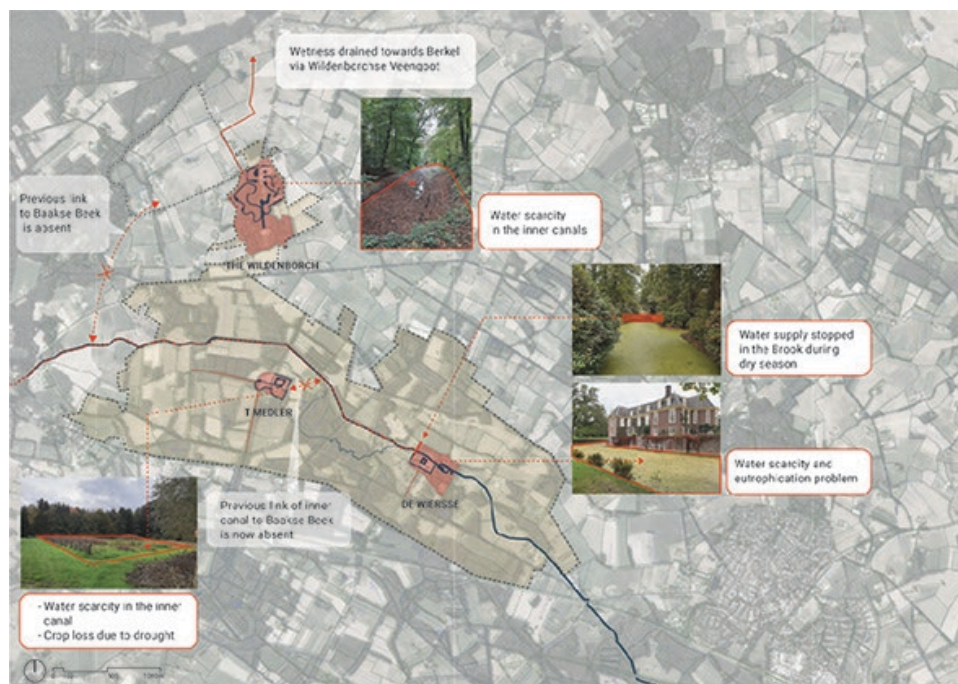 Wetness drained towards Berkel
via Wildenborchse Veengoot
Previous link
to Baakse Beek
is absent
Water scarcity
in the inner canals
THE WILDENBORCH
Water supply stopped
in the Brook during
dry season
T MEDLER
Water scarcity and
eutrophication problem
DE WIERSSE
Previous link of inner
canal to Baakse Beek
is now absent
- Water scarcity in the inner
canal
- Crop loss due to drought